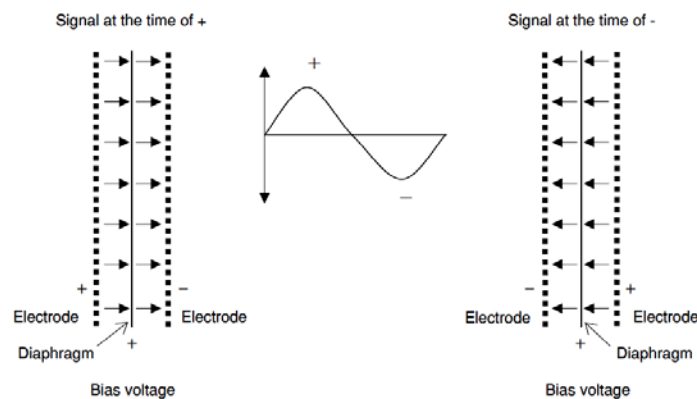 Signal at the time of +
Signal at the time of -
+
−
+
−
−
+
Electrode
Electrode
Electrode
Electrode
Diaphragm
+
+
Diaphragm
Bias voltage
Bias voltage